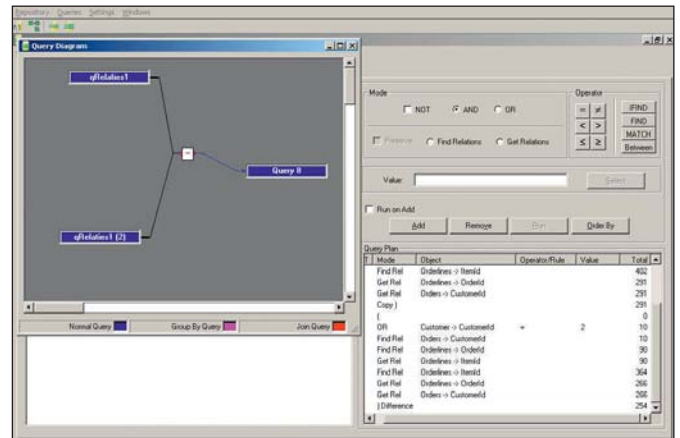 Repository Queries Settings Windows
Query Diagram
qRelaties1
Query 8
qRelaties1 (2)
Normal Query Group By Query Join Query
Mode
NOT AND OR
Reserve Find Relations Get Relations
Operator
= ≠ IFIND
< > FIND
≤ ≥ MATCH
Between
Value: Select
Run on Add
Add Remove Run Order By
Query Plan
T Mode Object Operator/Rule Value Total
Find Rel Orderlines -> ItemId 402
Get Rel Orderlines -> OrderId 291
Get Rel Orders -> CustomerId 291
Copy ) 291
( 0
OR Customer -> CustomerId 2 10
Find Rel Orders -> CustomerId 10
Find Rel Orderlines -> OrderId 90
Get Rel Orderlines -> ItemId 90
Find Rel Orderlines -> ItemId 364
Get Rel Orderlines -> OrderId 266
Get Rel Orders -> CustomerId 266
) Difference 254